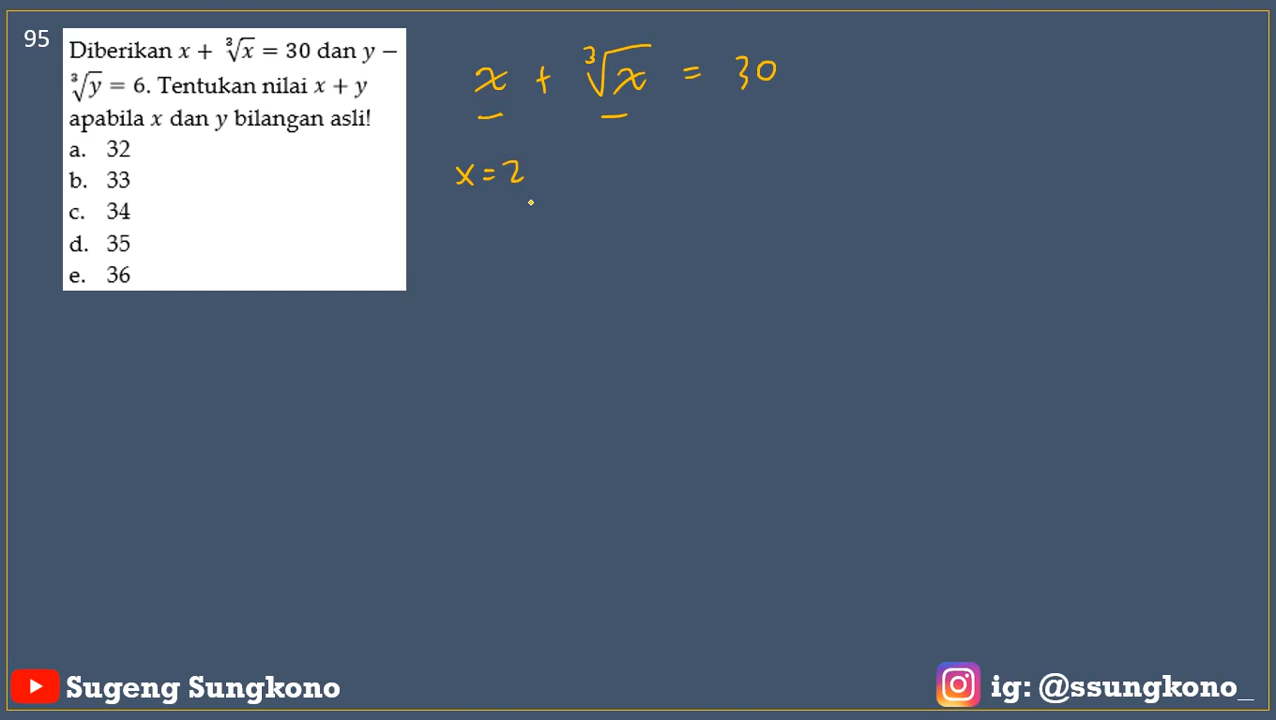 95
Diberikan x + ∛x = 30 dan y −
∛y = 6. Tentukan nilai x + y
apabila x dan y bilangan asli!
a. 32
b. 33
c. 34
d. 35
e. 36
x + ∛x = 30
x = 2
Sugeng Sungkono
ig: @ssungkono_